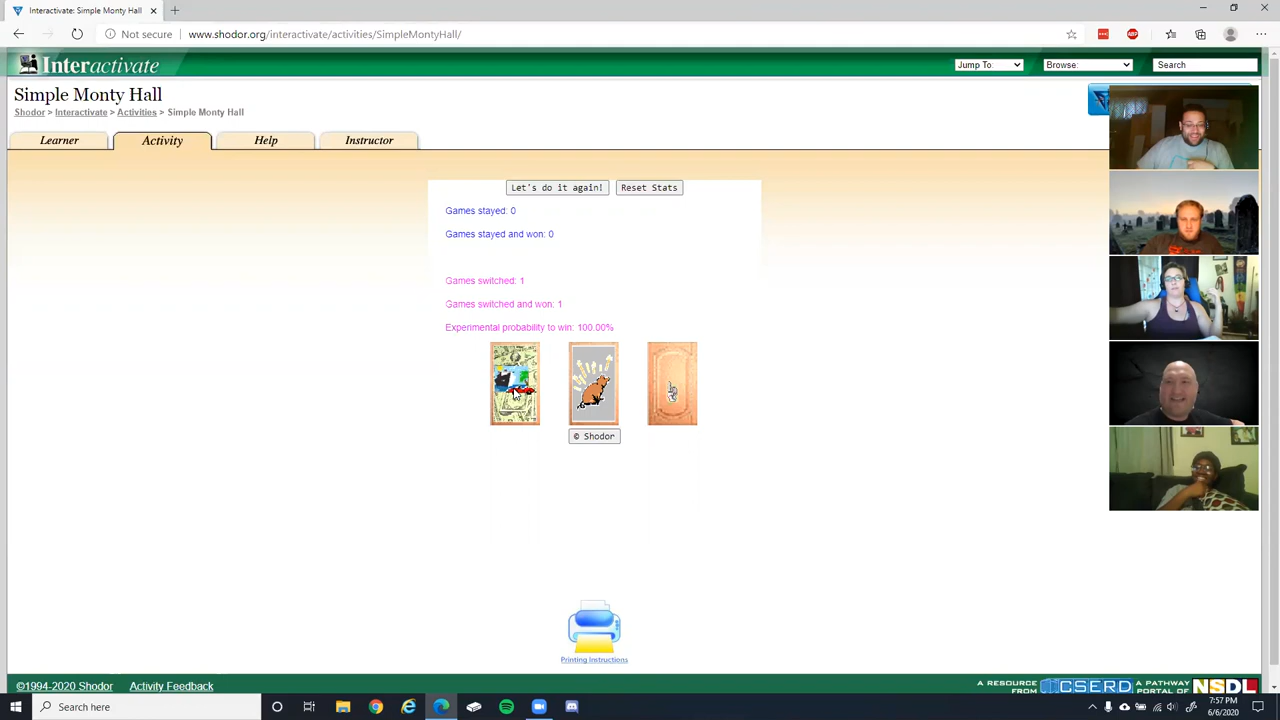 Interactivate: Simple Monty Hall
Not secure www.shodor.org/interactivate/activities/SimpleMontyHall/
Interactivate
Jump To:
Browse:
Search
Simple Monty Hall
Shodor > Interactivate > Activities > Simple Monty Hall
Learner
Activity
Help
Instructor
Let's do it again!
Reset Stats
Games stayed: 0
Games stayed and won: 0
Games switched: 1
Games switched and won: 1
Experimental probability to win: 100.00%
© Shodor
Printing Instructions
©1994-2020 Shodor
Activity Feedback
A RESOURCE FROM
CSERD
A PATHWAY PORTAL OF
NSDL
Search here
7:57 PM
6/6/2020